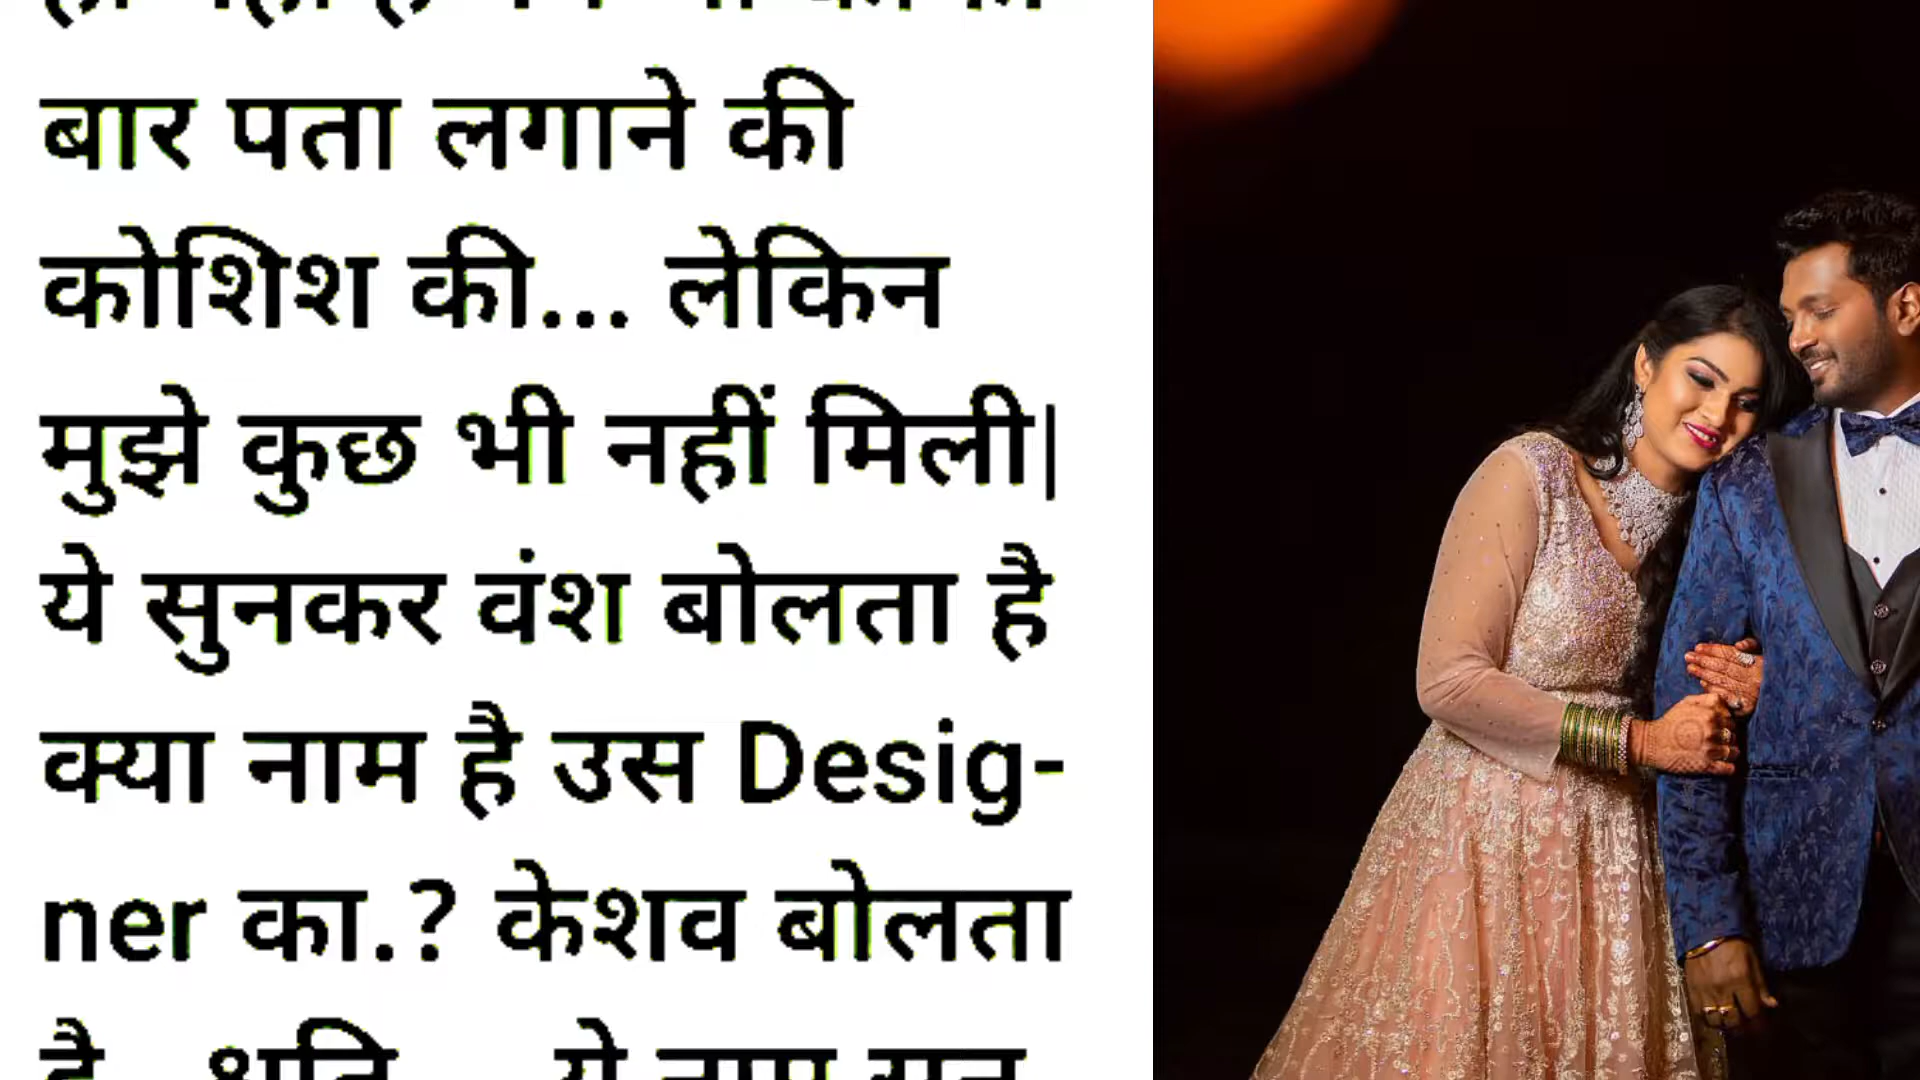 बार पता लगाने की
कोशिश की... लेकिन
मुझे कुछ भी नहीं मिली|
ये सुनकर वंश बोलता है
क्या नाम है उस Desig-
ner का.? केशव बोलता